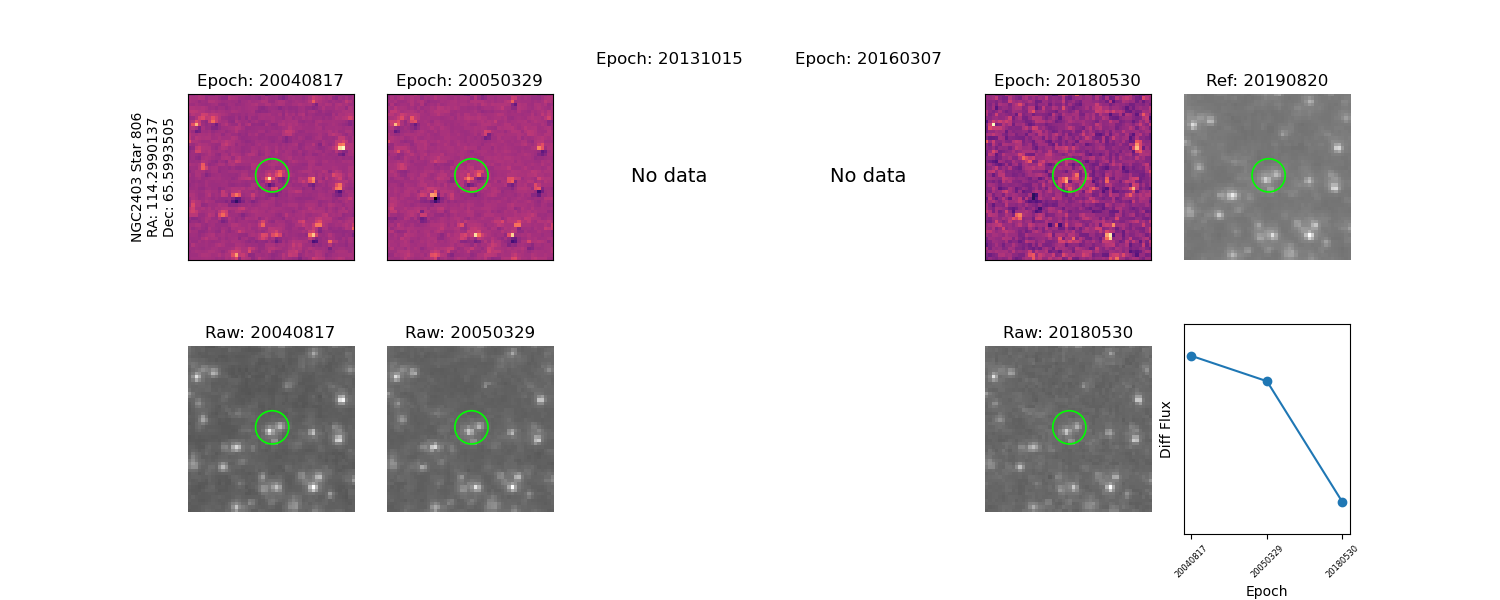 Epoch: 20040817
Epoch: 20050329
Epoch: 20131015
Epoch: 20160307
Epoch: 20180530
Ref: 20190820
NGC2403 Star 806
RA: 114.2990137
Dec: 65.5993505
No data
No data
Raw: 20040817
Raw: 20050329
Raw: 20180530
Diff Flux
20040817
20050329
20180530
Epoch